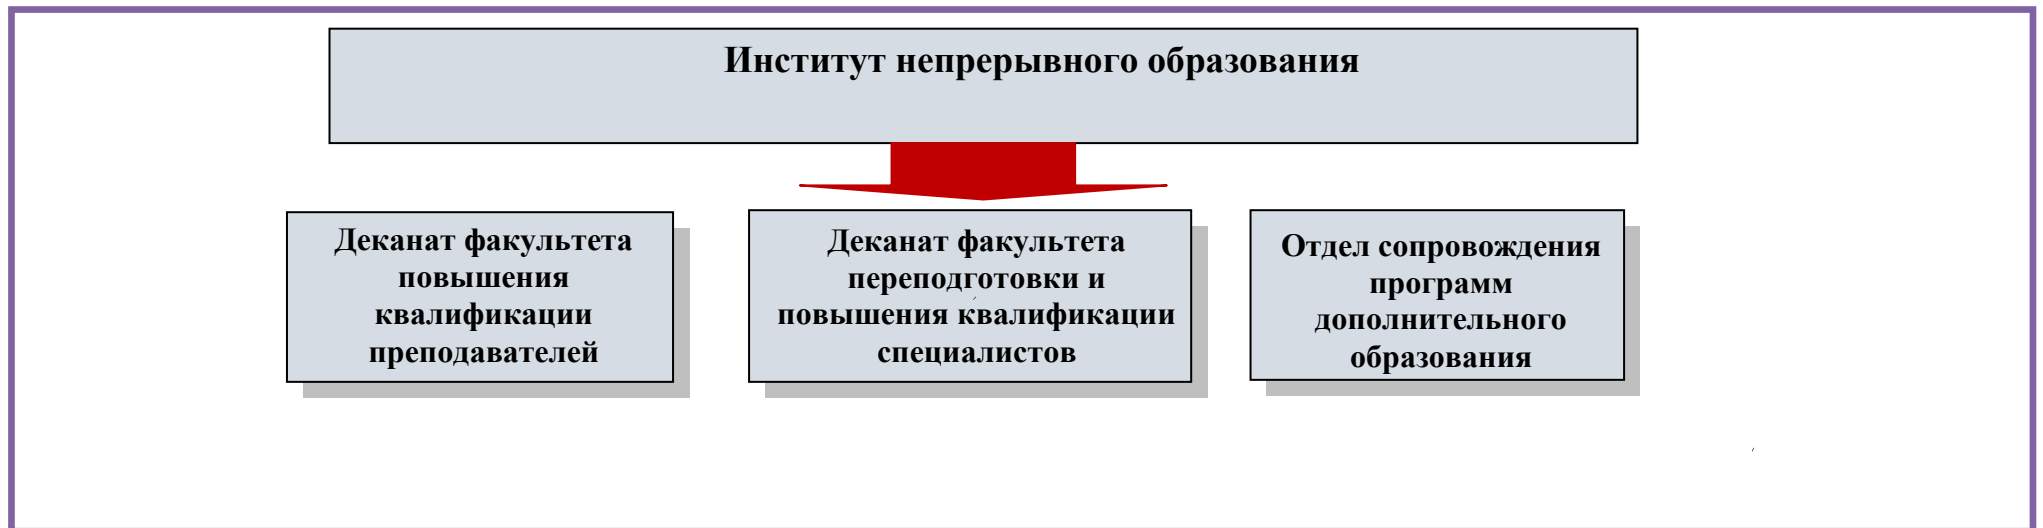 Институт непрерывного образования
Деканат факультета
повышения
квалификации
преподавателей
Деканат факультета
переподготовки и
повышения квалификации
специалистов
Отдел сопровождения
программ
дополнительного
образования